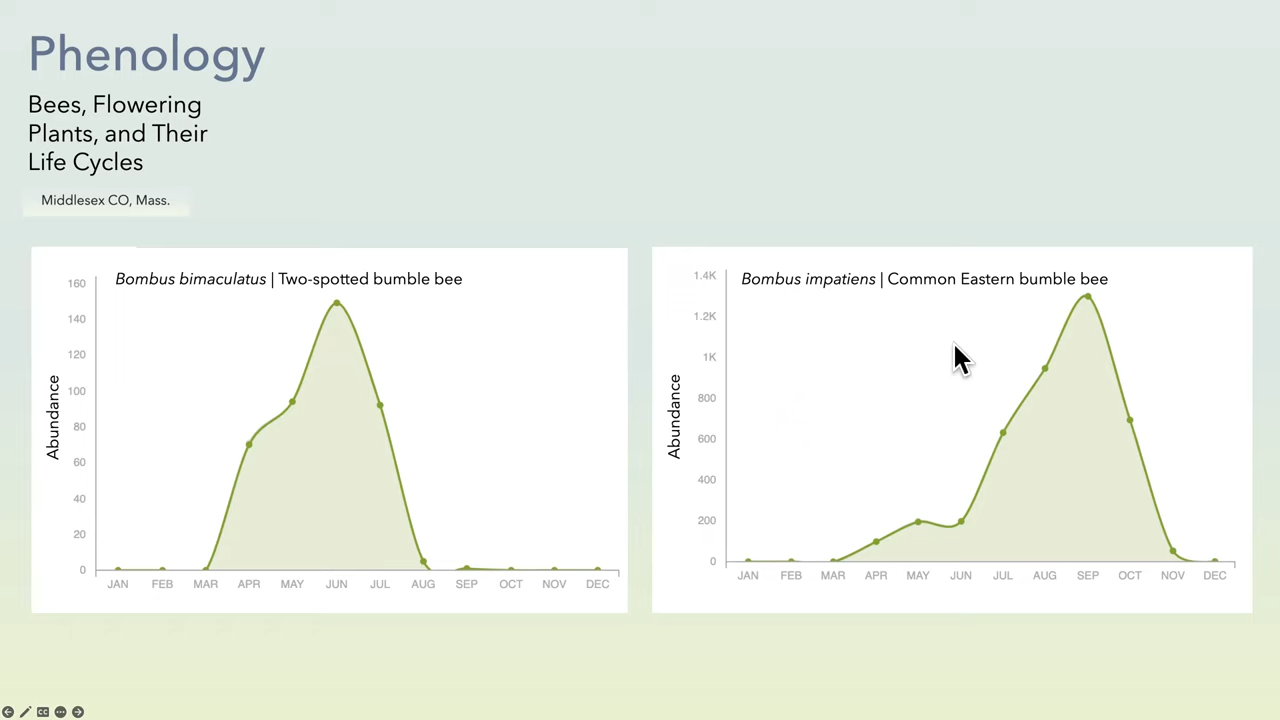 Phenology
Bees, Flowering
Plants, and Their
Life Cycles
Middlesex CO, Mass.
Bombus bimaculatus | Two-spotted bumble bee
160
140
120
100
80
60
40
20
0
Abundance
JAN FEB MAR APR MAY JUN JUL AUG SEP OCT NOV DEC
Bombus impatiens | Common Eastern bumble bee
1.4K
1.2K
1K
800
600
400
200
0
Abundance
JAN FEB MAR APR MAY JUN JUL AUG SEP OCT NOV DEC
CC